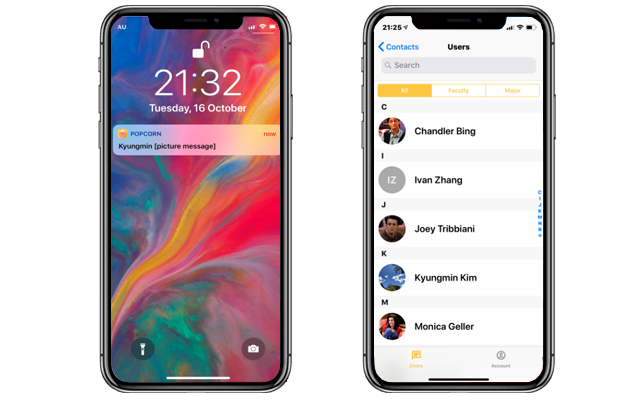 AU
21:32
Tuesday, 16 October
POPCORN
now
Kyungmin [picture message]
21:25
Contacts
Users
Search
All
Faculty
Major
C
Chandler Bing
I
IZ
Ivan Zhang
J
Joey Tribbiani
K
Kyungmin Kim
M
Monica Geller
C
I
J
K
M
N
R
Chats
Account